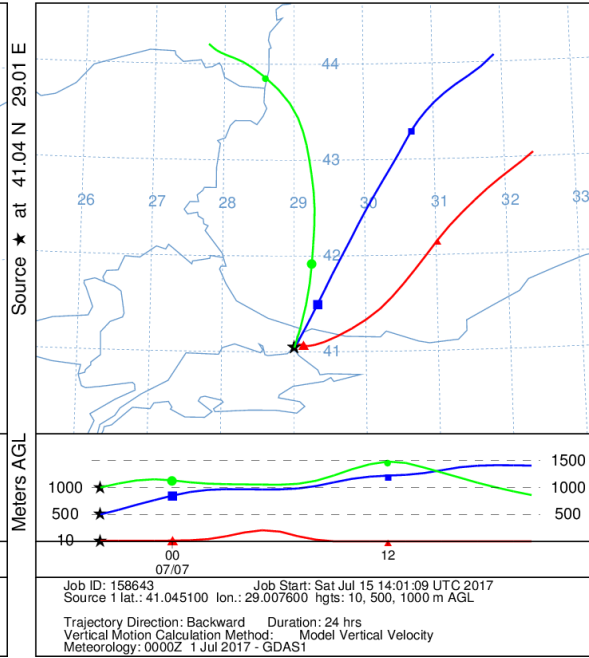 Source ★ at 41.04 N 29.01 E
44
43
26 27 28 29 30 31 32 33
42
41
Meters AGL
1500
1000 1000
500 500
10
00 12
07/07
Job ID: 158643 Job Start: Sat Jul 15 14:01:09 UTC 2017
Source 1 lat.: 41.045100 lon.: 29.007600 hgts: 10, 500, 1000 m AGL
Trajectory Direction: Backward Duration: 24 hrs
Vertical Motion Calculation Method: Model Vertical Velocity
Meteorology: 0000Z 1 Jul 2017 - GDAS1